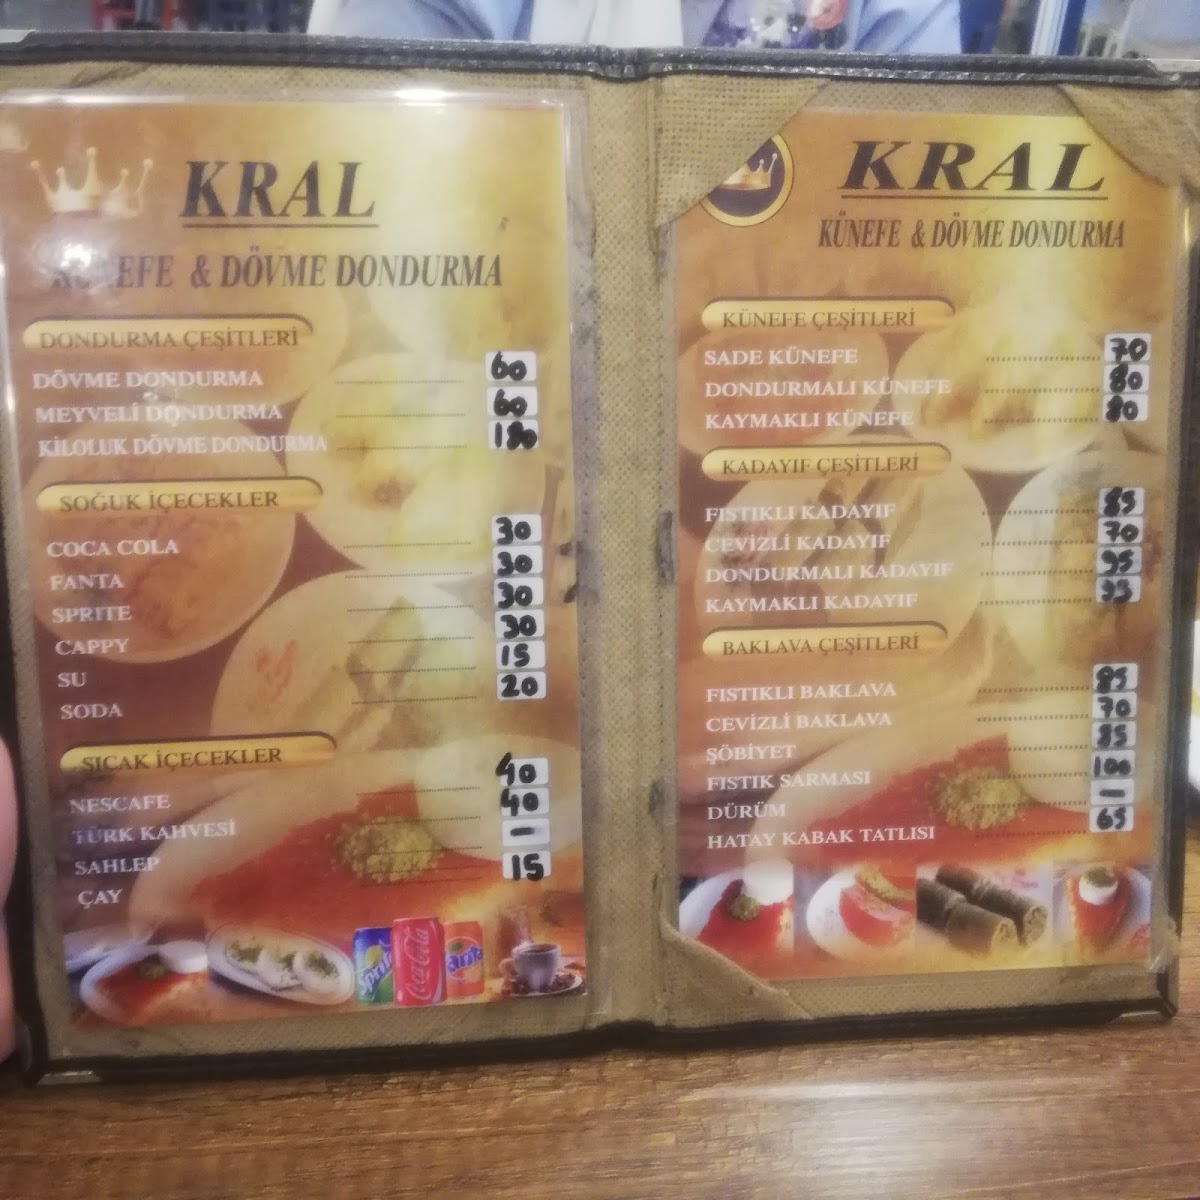 KRAL
KÜNEFE & DÖVME DONDURMA
DONDURMA ÇEŞİTLERİ
DÖVME DONDURMA 60
MEYVELİ DONDURMA 60
KİLOLUK DÖVME DONDURMA 180
SOĞUK İÇECEKLER
COCA COLA 30
FANTA 30
SPRITE 30
CAPPY 30
SU 15
SODA 20
SICAK İÇECEKLER
NESCAFE 40
TÜRK KAHVESİ 40
SAHLEP -
ÇAY 15
Sprite Coca-Cola Fanta
KRAL
KÜNEFE & DÖVME DONDURMA
KÜNEFE ÇEŞİTLERİ
SADE KÜNEFE 70
DONDURMALI KÜNEFE 80
KAYMAKLI KÜNEFE 80
KADAYIF ÇEŞİTLERİ
FISTIKLI KADAYIF 85
CEVİZLİ KADAYIF 70
DONDURMALI KADAYIF 95
KAYMAKLI KADAYIF 95
BAKLAVA ÇEŞİTLERİ
FISTIKLI BAKLAVA 85
CEVİZLİ BAKLAVA 70
ŞÖBİYET 85
FISTIK SARMASI 100
DÜRÜM -
HATAY KABAK TATLISI 65